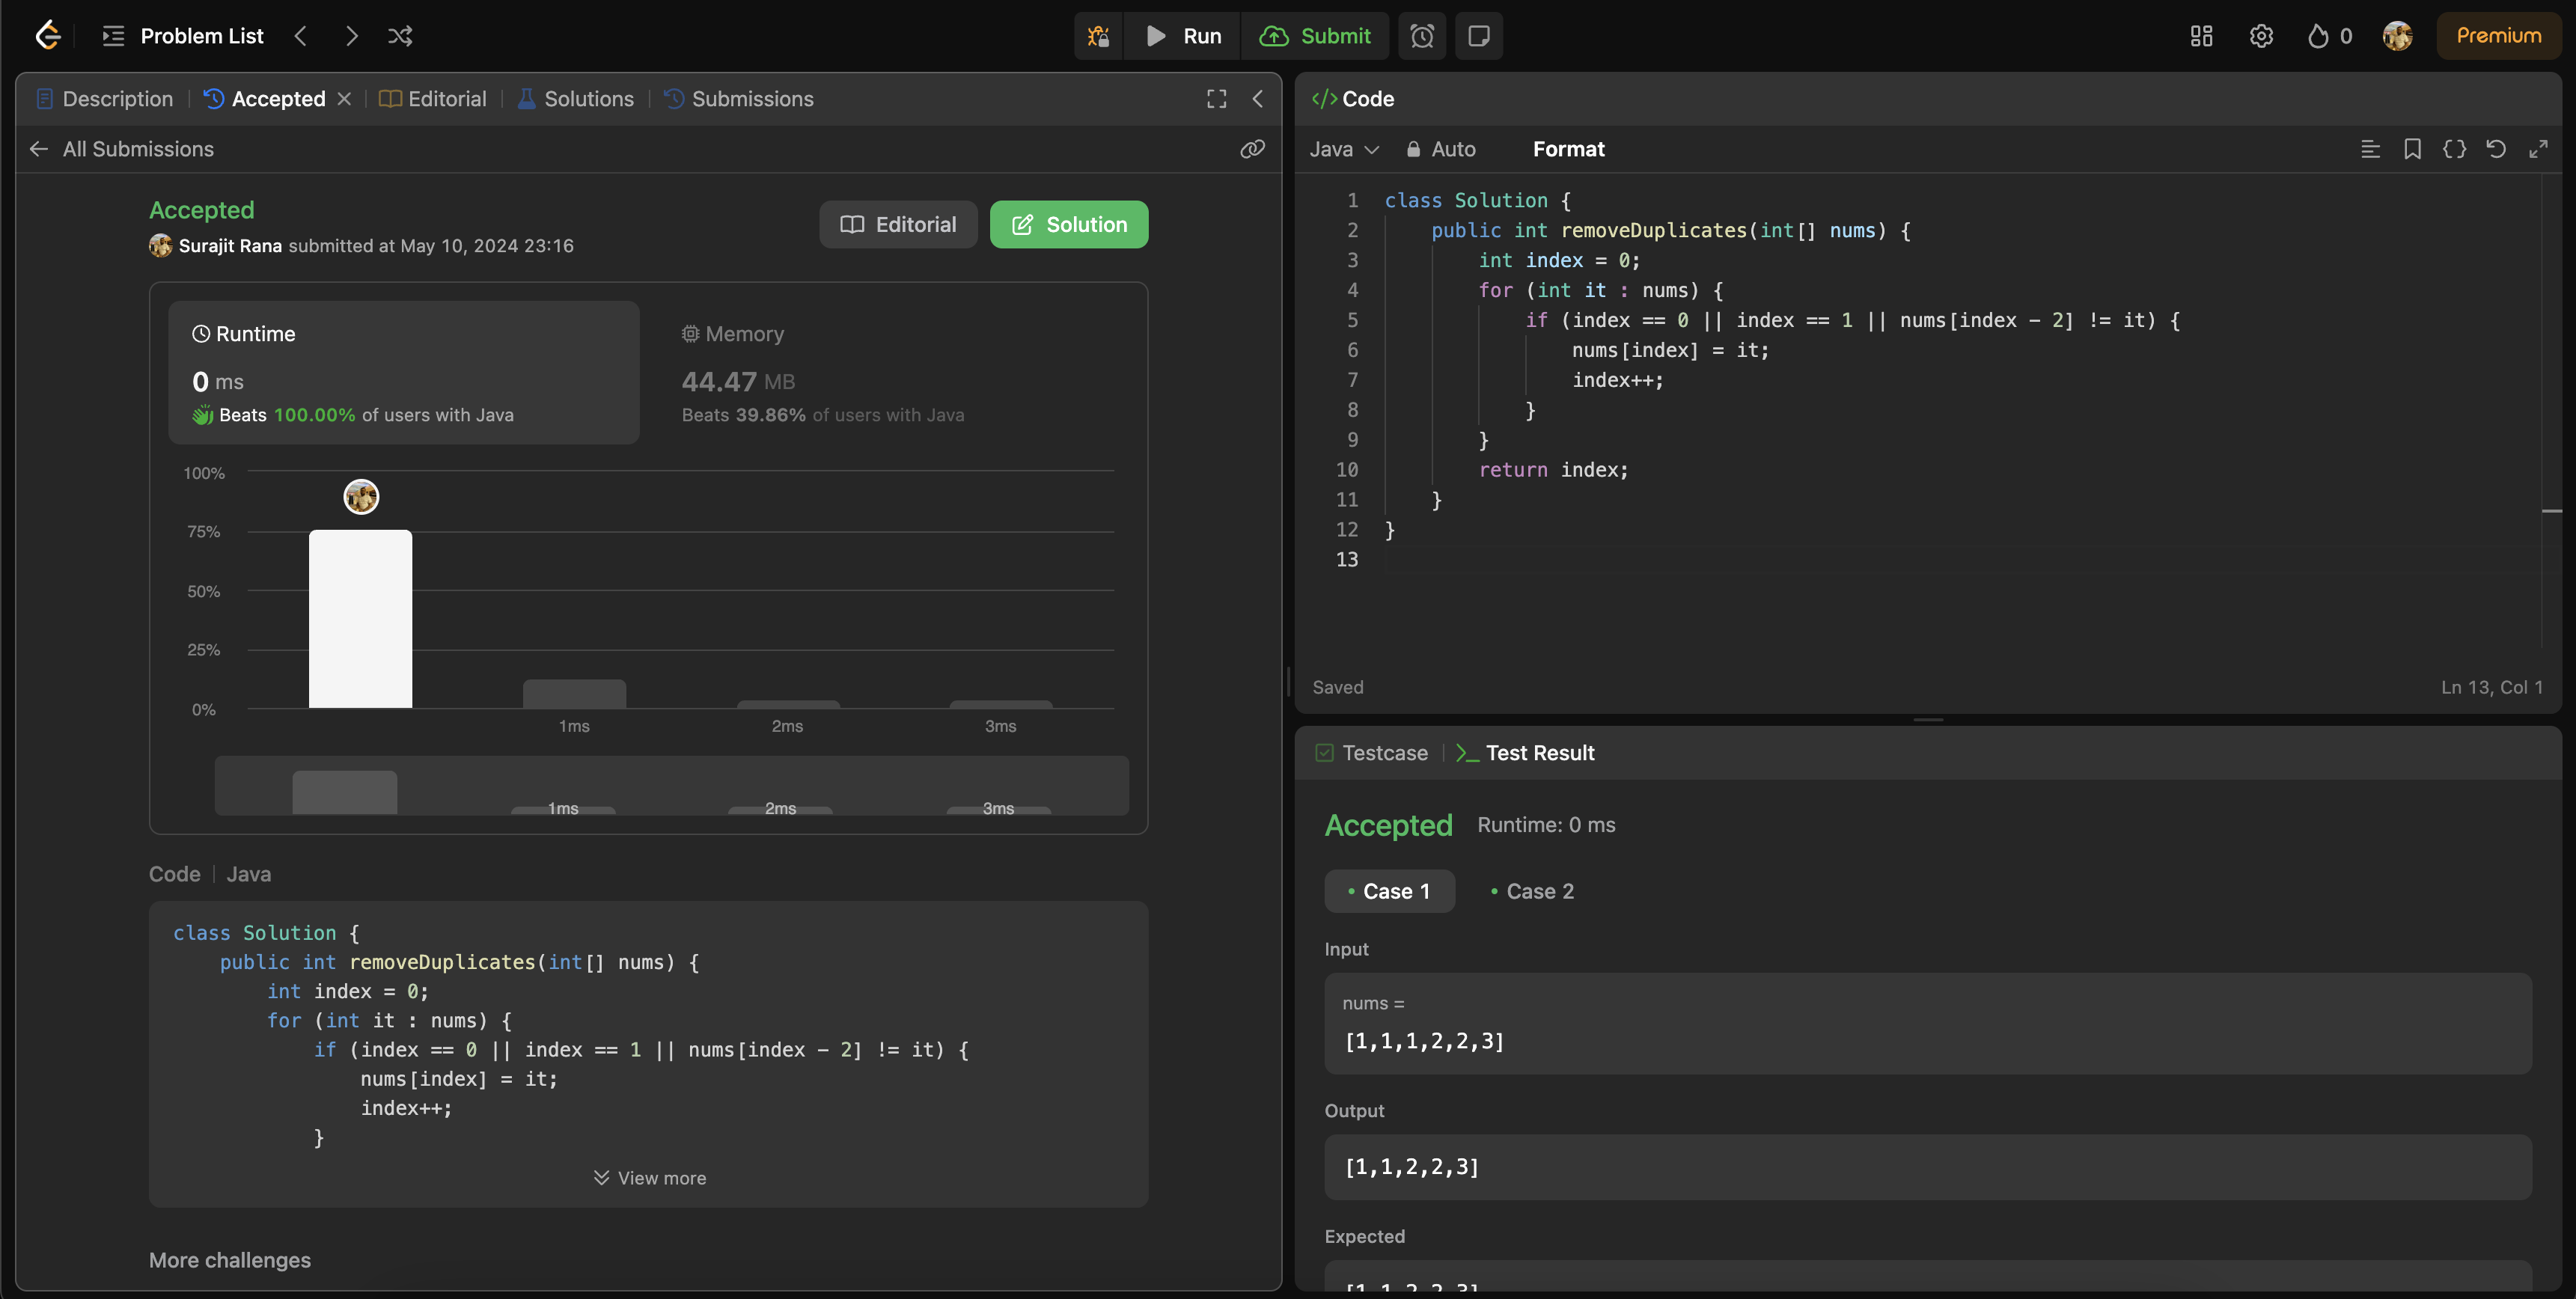 Problem List
Run
Submit
0
Premium
Description
Accepted
Editorial
Solutions
Submissions
All Submissions
Accepted
Surajit Rana submitted at May 10, 2024 23:16
Editorial
Solution
Runtime
0 ms
Beats 100.00% of users with Java
Memory
44.47 MB
Beats 39.86% of users with Java
100%
75%
50%
25%
0%
1ms
2ms
3ms
1ms
2ms
3ms
Code
Java
class Solution {
    public int removeDuplicates(int[] nums) {
        int index = 0;
        for (int it : nums) {
            if (index == 0 || index == 1 || nums[index - 2] != it) {
                nums[index] = it;
                index++;
            }
View more
More challenges
</> Code
Java
Auto
Format
1 class Solution {
2     public int removeDuplicates(int[] nums) {
3         int index = 0;
4         for (int it : nums) {
5             if (index == 0 || index == 1 || nums[index - 2] != it) {
6                 nums[index] = it;
7                 index++;
8             }
9         }
10         return index;
11     }
12 }
13
Saved
Ln 13, Col 1
Testcase
Test Result
Accepted
Runtime: 0 ms
Case 1
Case 2
Input
nums =
[1,1,1,2,2,3]
Output
[1,1,2,2,3]
Expected
[1,1,2,2,3]